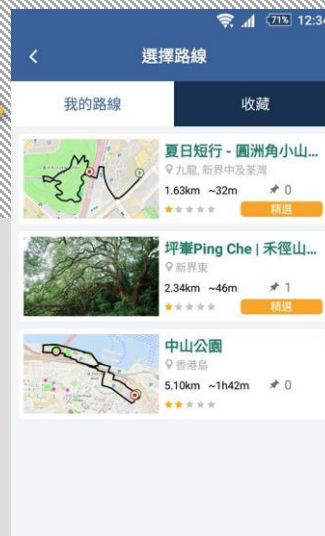 71% 12:34
選擇路線
我的路線 收藏
夏日短行 - 圓洲角小山...
九龍, 新界中及荃灣
1.63km ~32m 0
精選
坪輋Ping Che | 禾徑山...
新界東
2.34km ~46m 1
精選
中山公園
香港島
5.10km ~1h42m 0